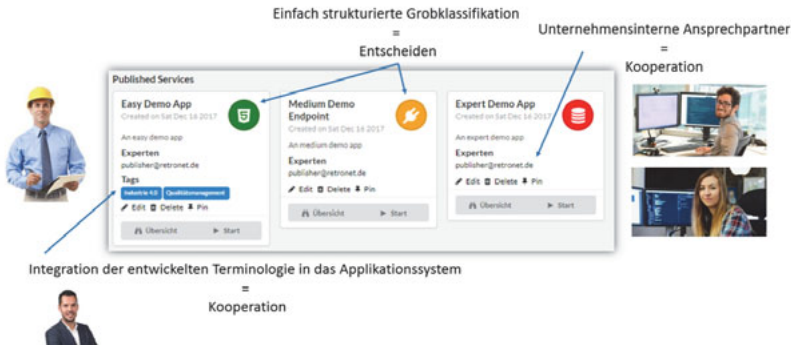 Einfach strukturierte Grobklassifikation
=
Entscheiden
Unternehmensinterne Ansprechpartner
=
Kooperation
Published Services
Easy Demo App
Created on Sat Dec 16 2017
An easy demo app
Experten
publisher@retronet.de
Tags
Industrie 4.0 Qualitätsmanagement
Edit Delete Pin
Übersicht Start
Medium Demo
Endpoint
Created on Sat Dec 16 2017
An medium demo app
Experten
publisher@retronet.de
Edit Delete Pin
Übersicht Start
Expert Demo App
Created on Sat Dec 16 2017
An expert demo app
Experten
publisher@retronet.de
Edit Delete Pin
Übersicht Start
Integration der entwickelten Terminologie in das Applikationssystem
=
Kooperation